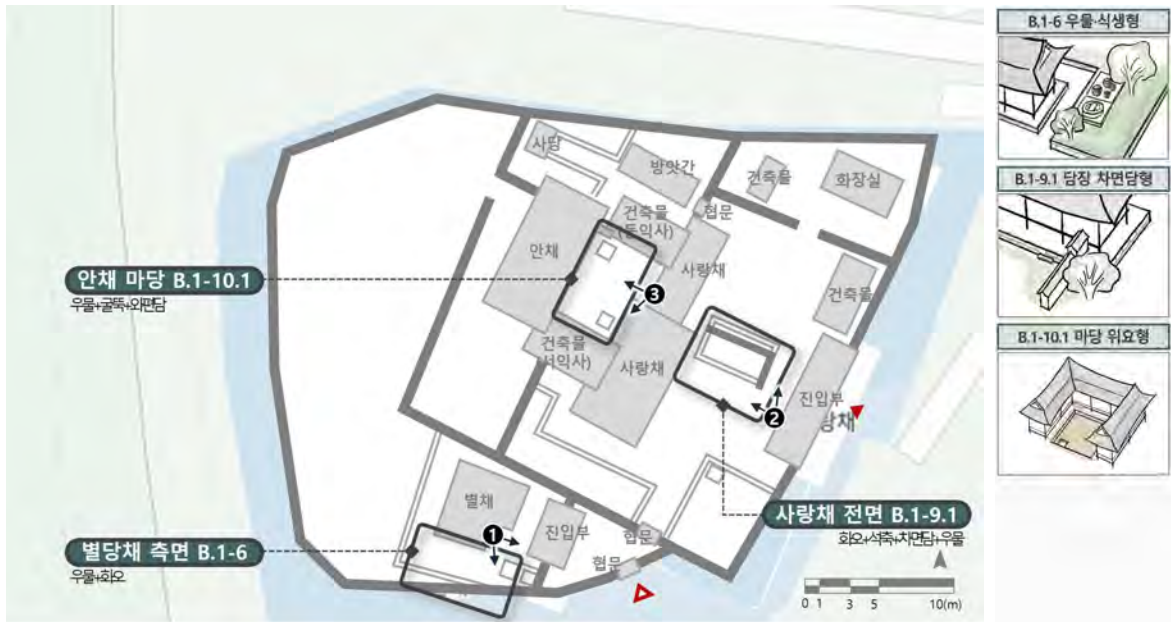 B.1-6 우물·식생형
B.1-9.1 담장 차면담형
B.1-10.1 마당 위요형
사당
방앗간
건축물
화장실
건축물
(동익사)
협문
안채
사랑채
건축물
안채 마당 B.1-10.1
우물+굴뚝+와편담
❸
건축물
(서익사)
사랑채
진입부
❷
별채
사랑채 전면 B.1-9.1
화오+석축+차면담+우물
❶
진입부
협문
협문
별당채 측면 B.1-6
우물+화오
0 1 3 5 10(m)